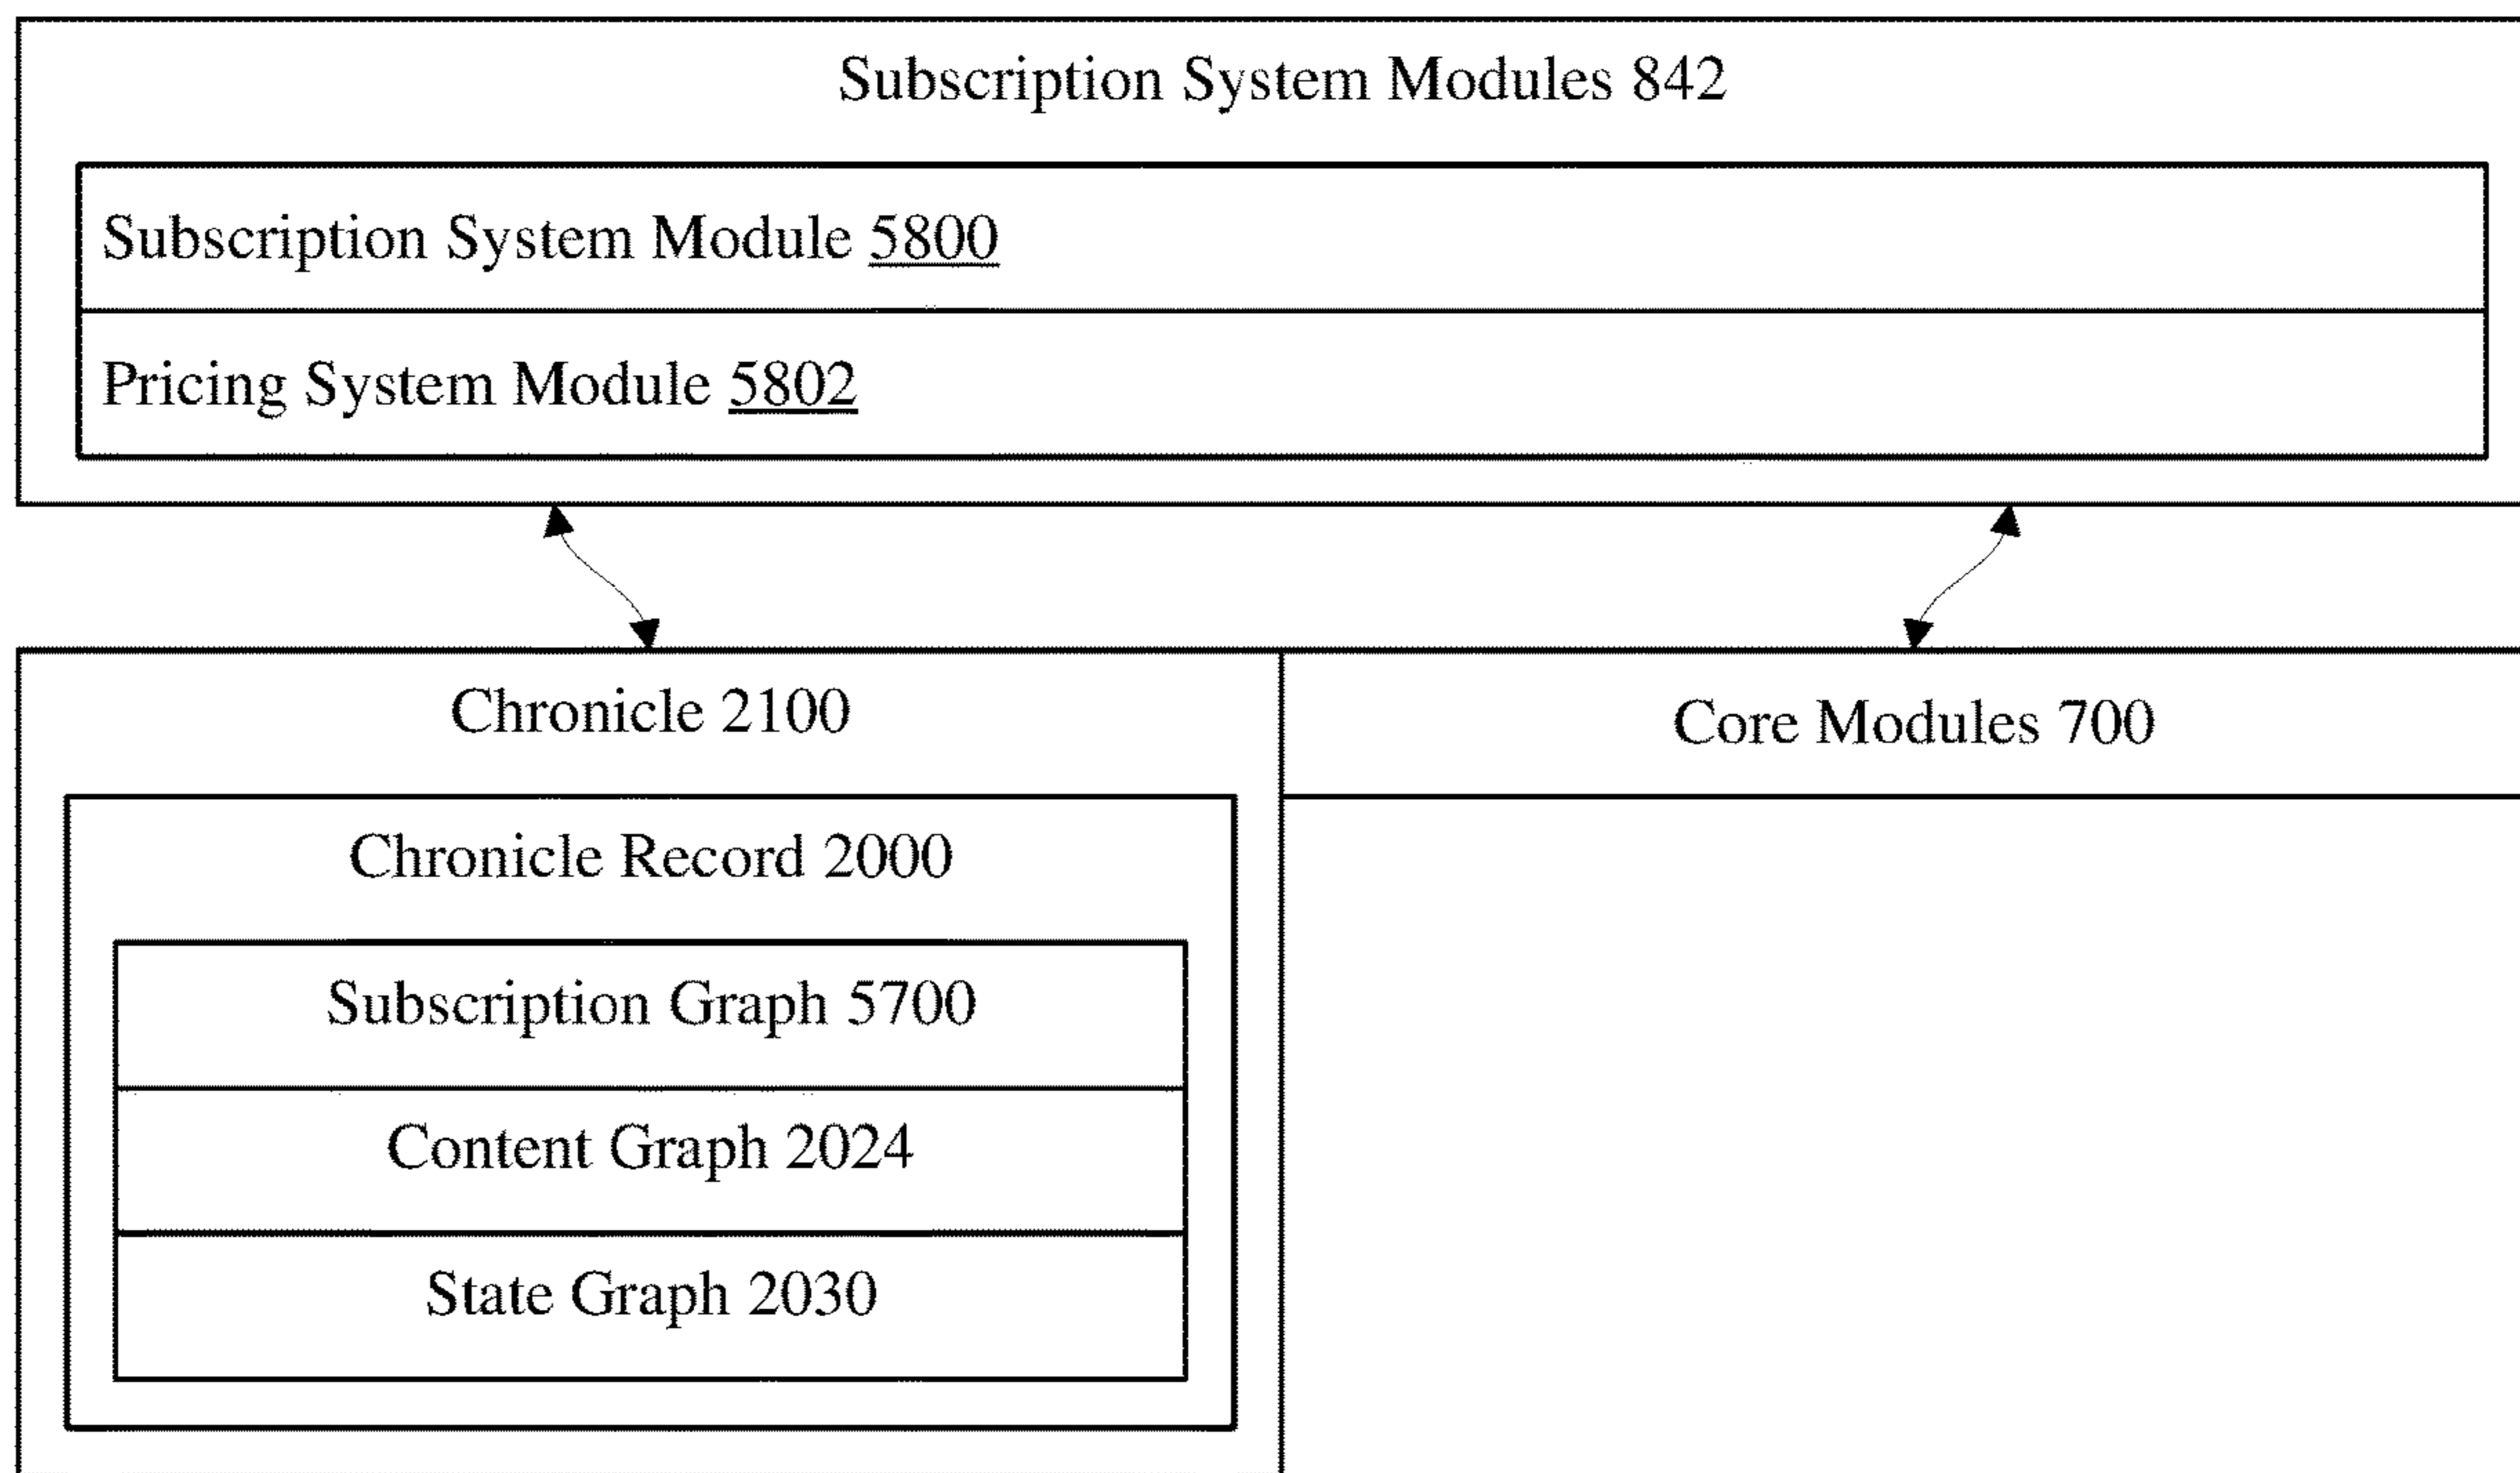 Subscription System Modules 842
Subscription System Module 5800
Pricing System Module 5802
Chronicle 2100
Core Modules 700
Chronicle Record 2000
Subscription Graph 5700
Content Graph 2024
State Graph 2030